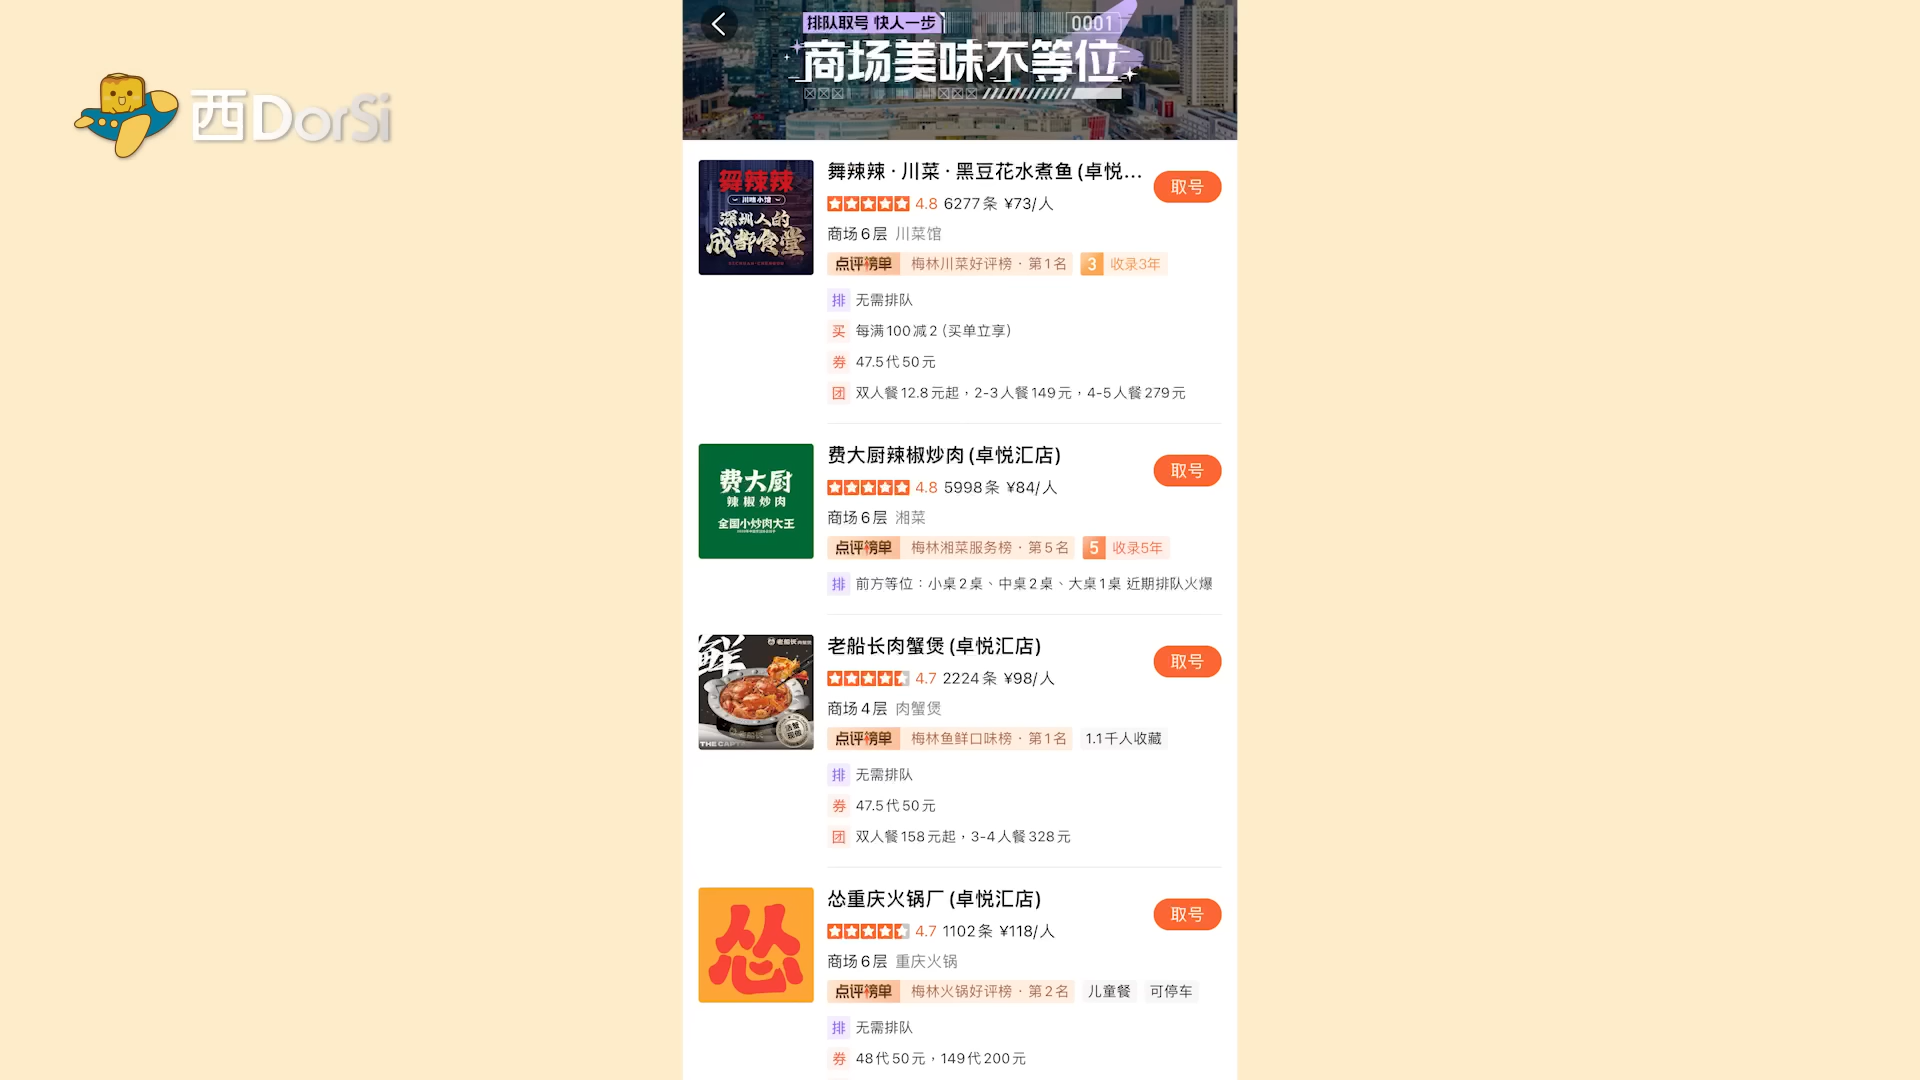 西DorSi
排队取号 快人一步
0001
商场美味不等位
舞辣辣
川味小馆
深圳人的
成都食堂
舞辣辣·川菜·黑豆花水煮鱼(卓悦...
取号
4.8 6277条 ¥73/人
商场6层 川菜馆
点评榜单 梅林川菜好评榜·第1名 3 收录3年
排 无需排队
买 每满100减2 (买单立享)
券 47.5代50元
团 双人餐12.8元起，2-3人餐149元，4-5人餐279元
费大厨
辣椒炒肉
全国小炒肉大王
费大厨辣椒炒肉(卓悦汇店)
取号
4.8 5998条 ¥84/人
商场6层 湘菜
点评榜单 梅林湘菜服务榜·第5名 5 收录5年
排 前方等位：小桌2桌、中桌2桌、大桌1桌 近期排队火爆
鲜
老船长
THE CAPT
老船长肉蟹煲(卓悦汇店)
取号
4.7 2224条 ¥98/人
商场4层 肉蟹煲
点评榜单 梅林鱼鲜口味榜·第1名 1.1千人收藏
排 无需排队
券 47.5代50元
团 双人餐158元起，3-4人餐328元
怂
怂重庆火锅厂(卓悦汇店)
取号
4.7 1102条 ¥118/人
商场6层 重庆火锅
点评榜单 梅林火锅好评榜·第2名 儿童餐 可停车
排 无需排队
券 48代50元，149代200元